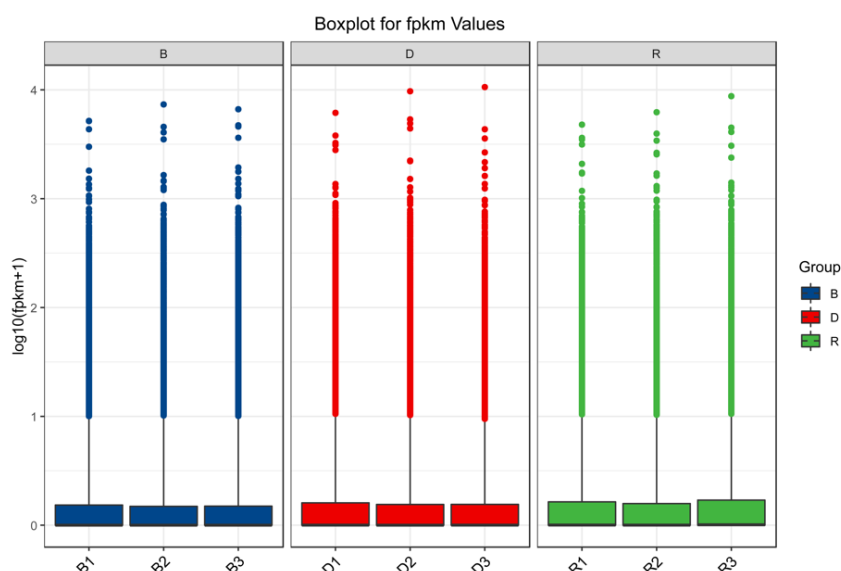 Boxplot for fpkm Values
B D R
4
3
2
1
0
log10(fpkm+1)
B1 B2 B3 D1 D2 D3 R1 R2 R3
Group
B
D
R